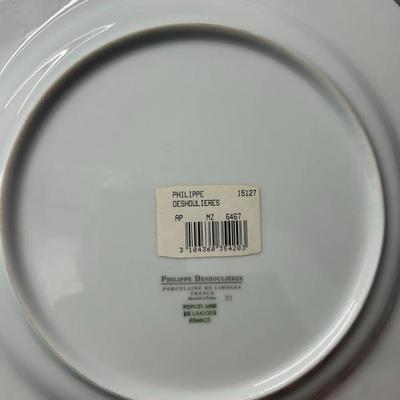 PHILIPPE 15127
DESHOULIERES
AP MZ 6467
3 104360 354203
PHILIPPE DESHOULIERES
PORCELAINE DE LIMOGES
FRANCE
21
PORCELAINE
DE LIMOGES
FRANCE